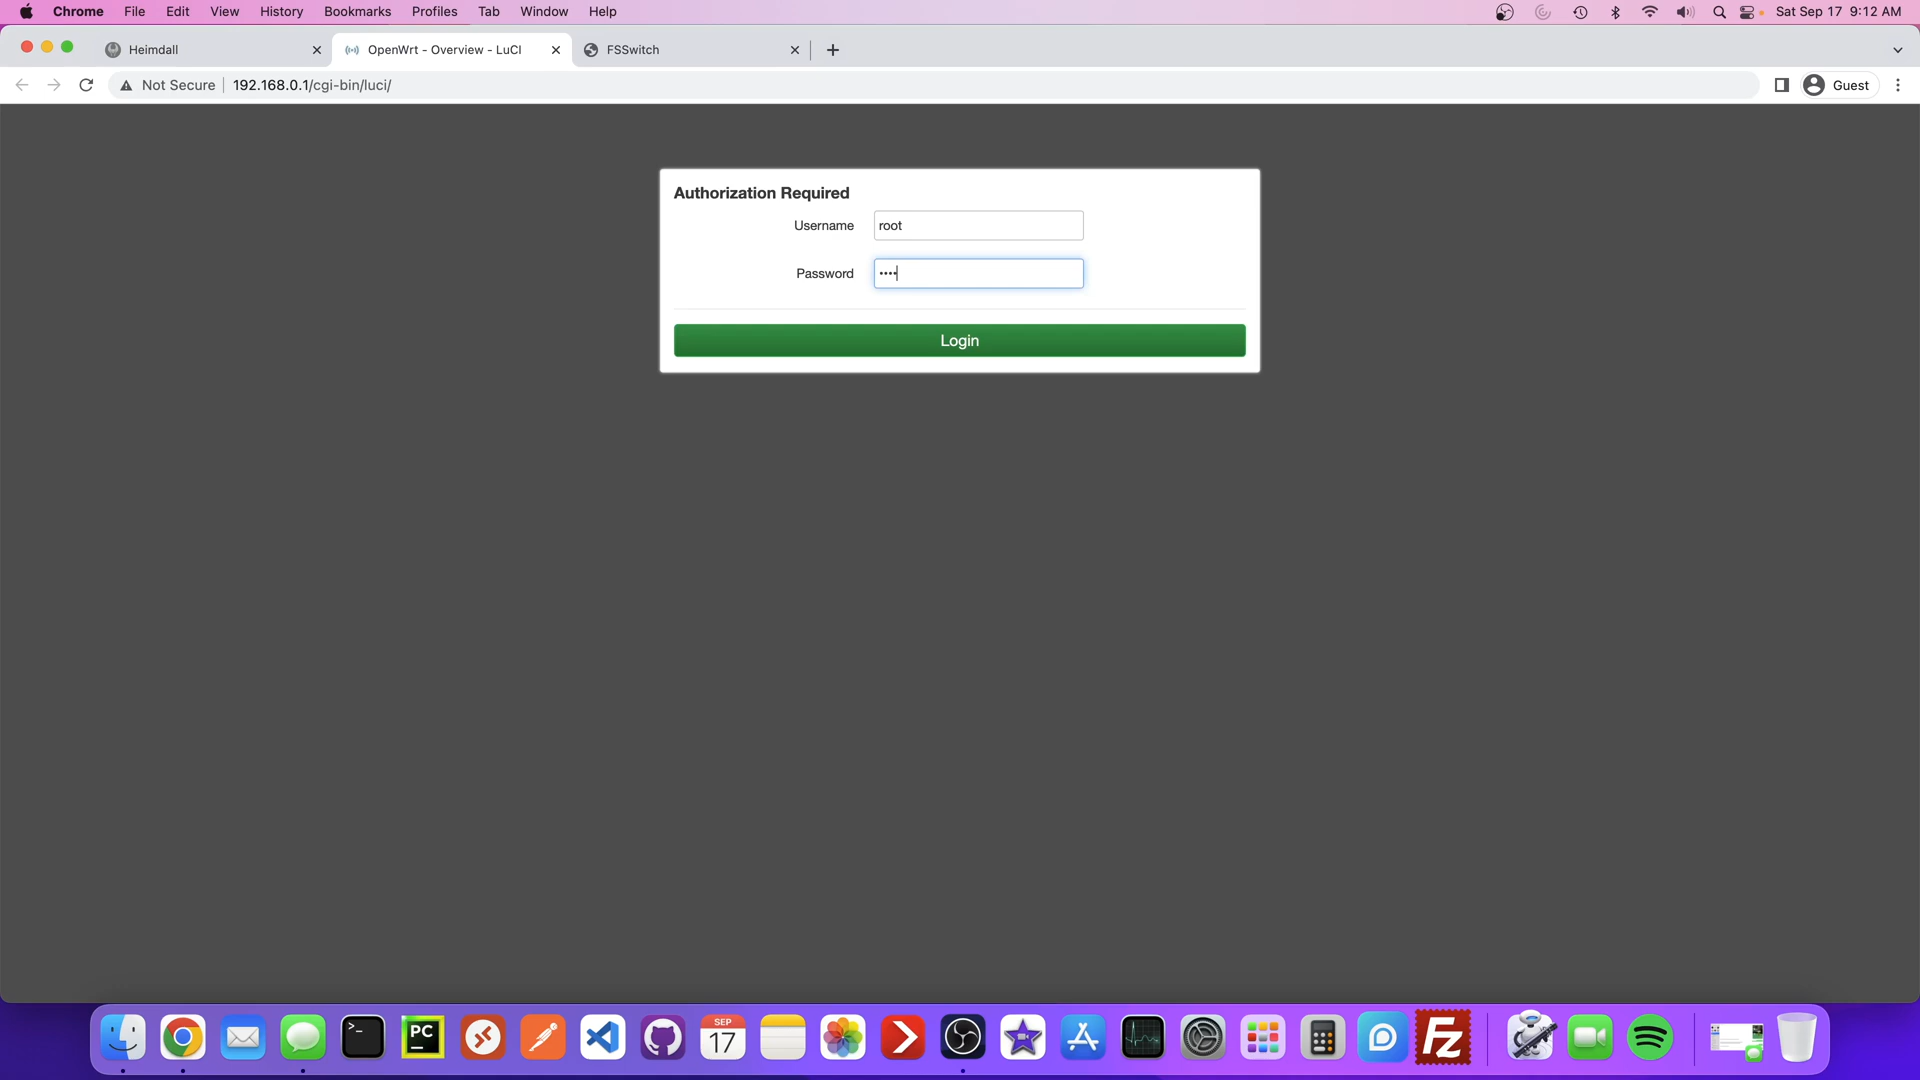 Chrome File Edit View History Bookmarks Profiles Tab Window Help Sat Sep 17 9:12 AM
Heimdall OpenWrt - Overview - LuCI FSSwitch
Not Secure 192.168.0.1/cgi-bin/luci/ Guest
Authorization Required
Username root
Password ••••
Login
>_ PC SEP 17 FZ